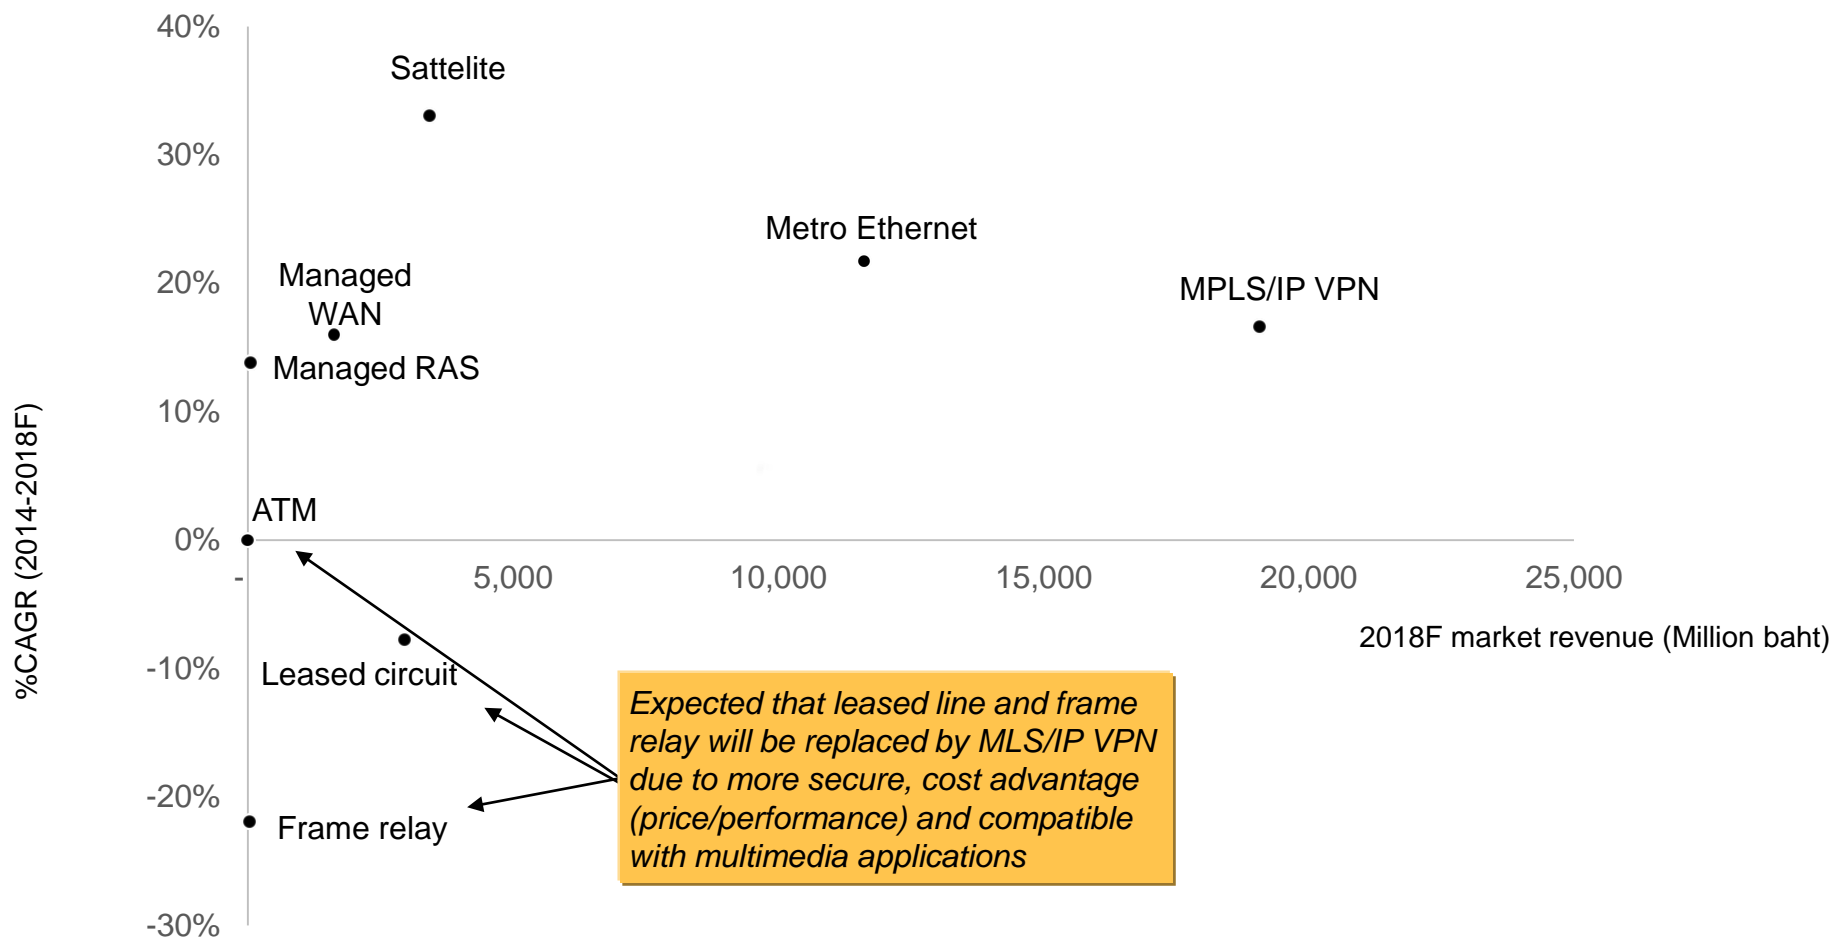 40%
Sattelite
30%
Metro Ethernet
Managed
WAN
20%
MPLS/IP VPN
Managed RAS
10%
%CAGR (2014-2018F)
ATM
0%
-
5,000
10,000
15,000
20,000
25,000
2018F market revenue (Million baht)
-10%
Leased circuit
Expected that leased line and frame
relay will be replaced by MLS/IP VPN
due to more secure, cost advantage
(price/performance) and compatible
with multimedia applications
-20%
Frame relay
-30%